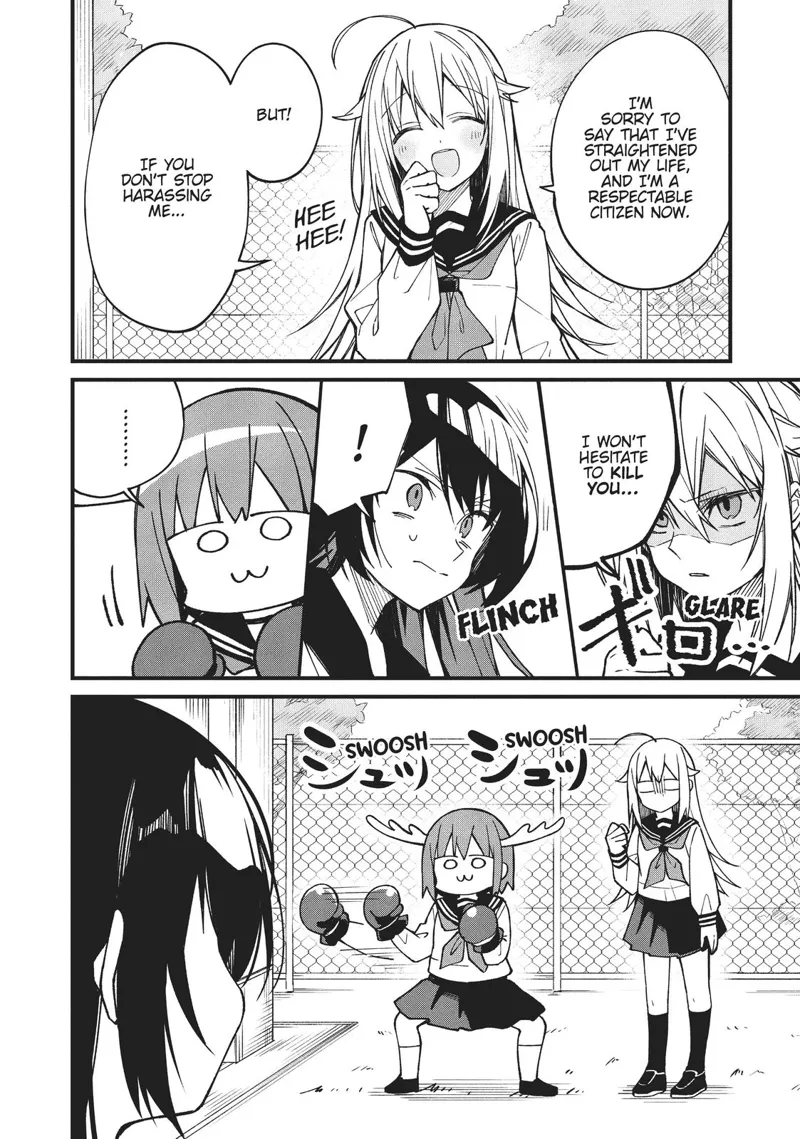 I'M
SORRY TO
SAY THAT I'VE
STRAIGHTENED
OUT MY LIFE,
AND I'M A
RESPECTABLE
CITIZEN NOW.
HEE
HEE!
BUT!
IF YOU
DON'T STOP
HARASSING
ME...
I WON'T
HESITATE
TO KILL
YOU...
GLARE
ギロ...
!
FLINCH
........
SWOOSH
シュッ
SWOOSH
シュッ